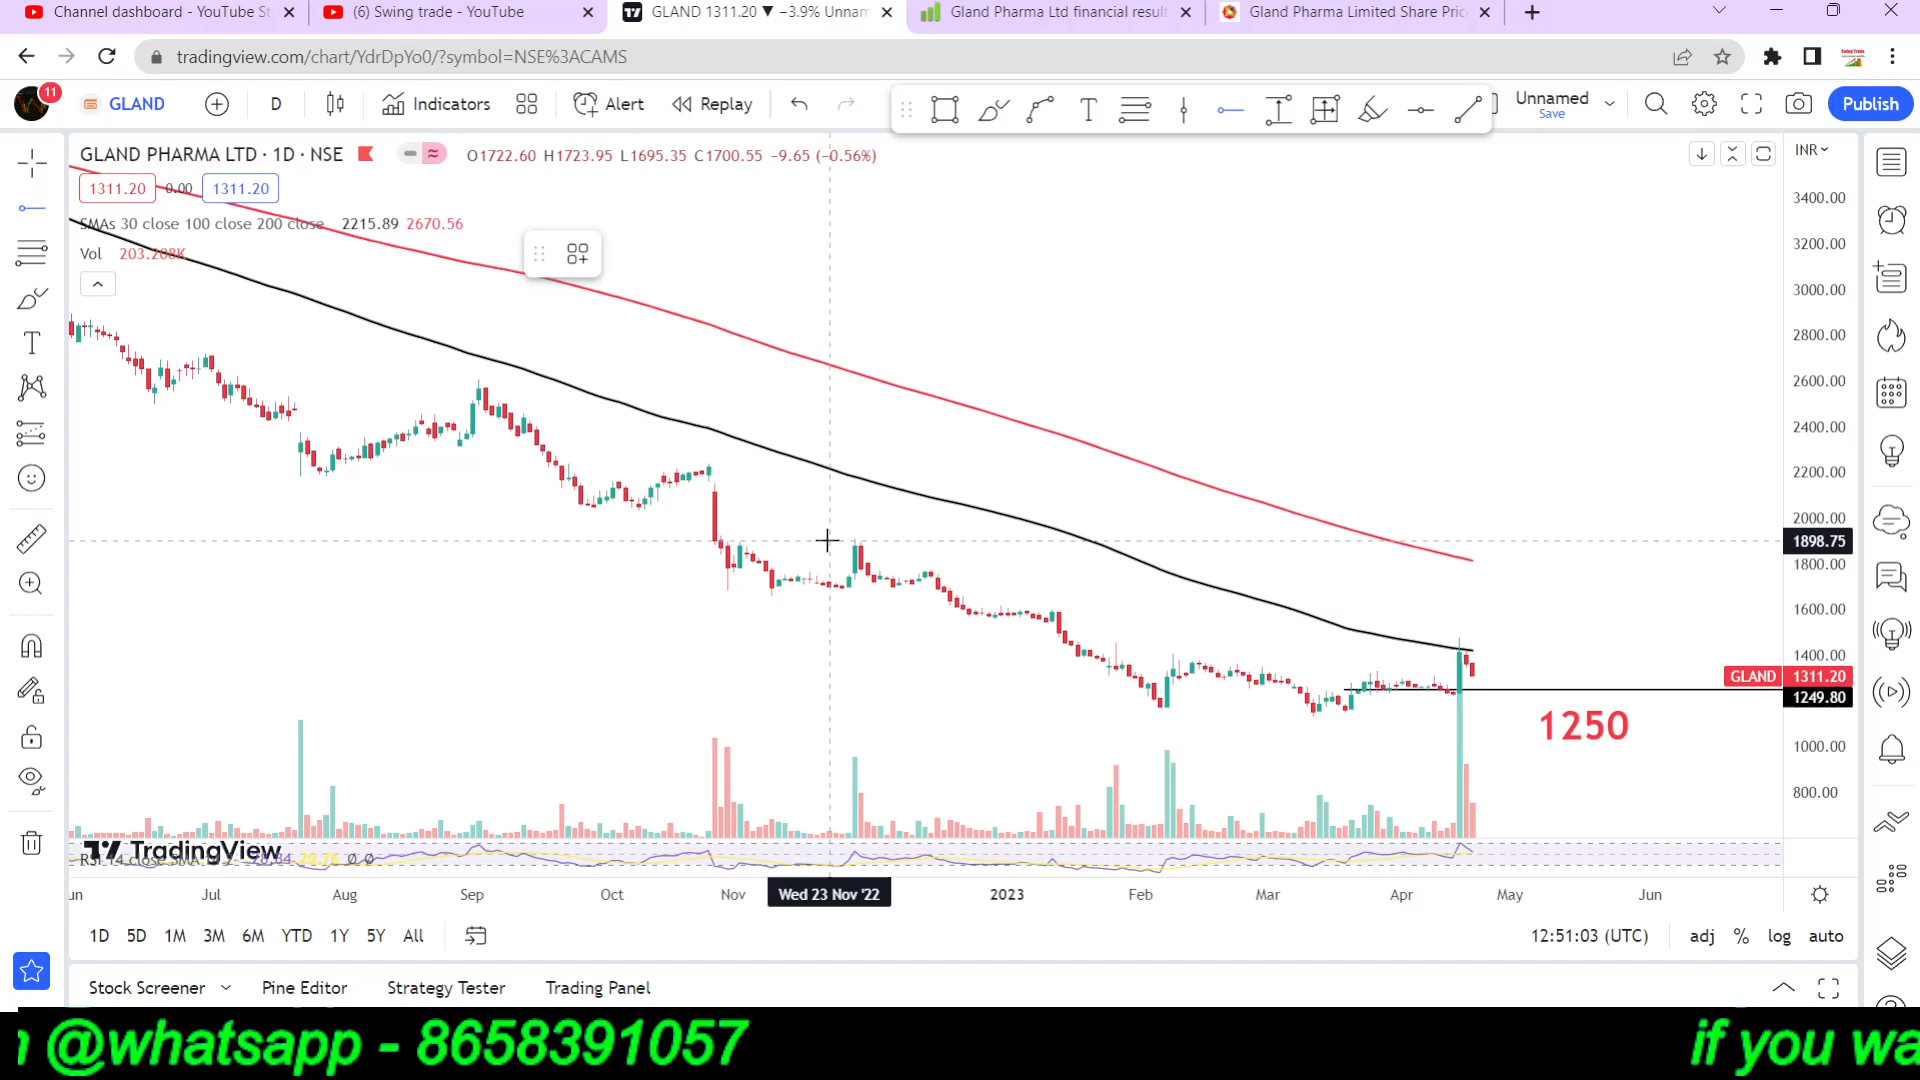 Channel dashboard - YouTube St
(6) Swing trade - YouTube
GLAND 1311.20 ▼ −3.9% Unnam
Gland Pharma Ltd financial result
Gland Pharma Limited Share Pric
tradingview.com/chart/YdrDpYo0/?symbol=NSE%3ACAMS
11
GLAND
D
Indicators
Alert
Replay
Unnamed
Save
Publish
GLAND PHARMA LTD · 1D · NSE
O1722.60 H1723.95 L1695.35 C1700.55 −9.65 (−0.56%)
INR
1311.20 0.00 1311.20
SMAs 30 close 100 close 200 close 2215.89 2670.56
Vol 203.208K
3400.00
3200.00
3000.00
2800.00
2600.00
2400.00
2200.00
2000.00
1898.75
1800.00
1600.00
1400.00
GLAND 1311.20
1249.80
1250
1000.00
800.00
TradingView
Jul Aug Sep Oct Nov Wed 23 Nov '22 2023 Feb Mar Apr May Jun
1D 5D 1M 3M 6M YTD 1Y 5Y All
12:51:03 (UTC) adj % log auto
Stock Screener Pine Editor Strategy Tester Trading Panel
@whatsapp - 8658391057
if you wa